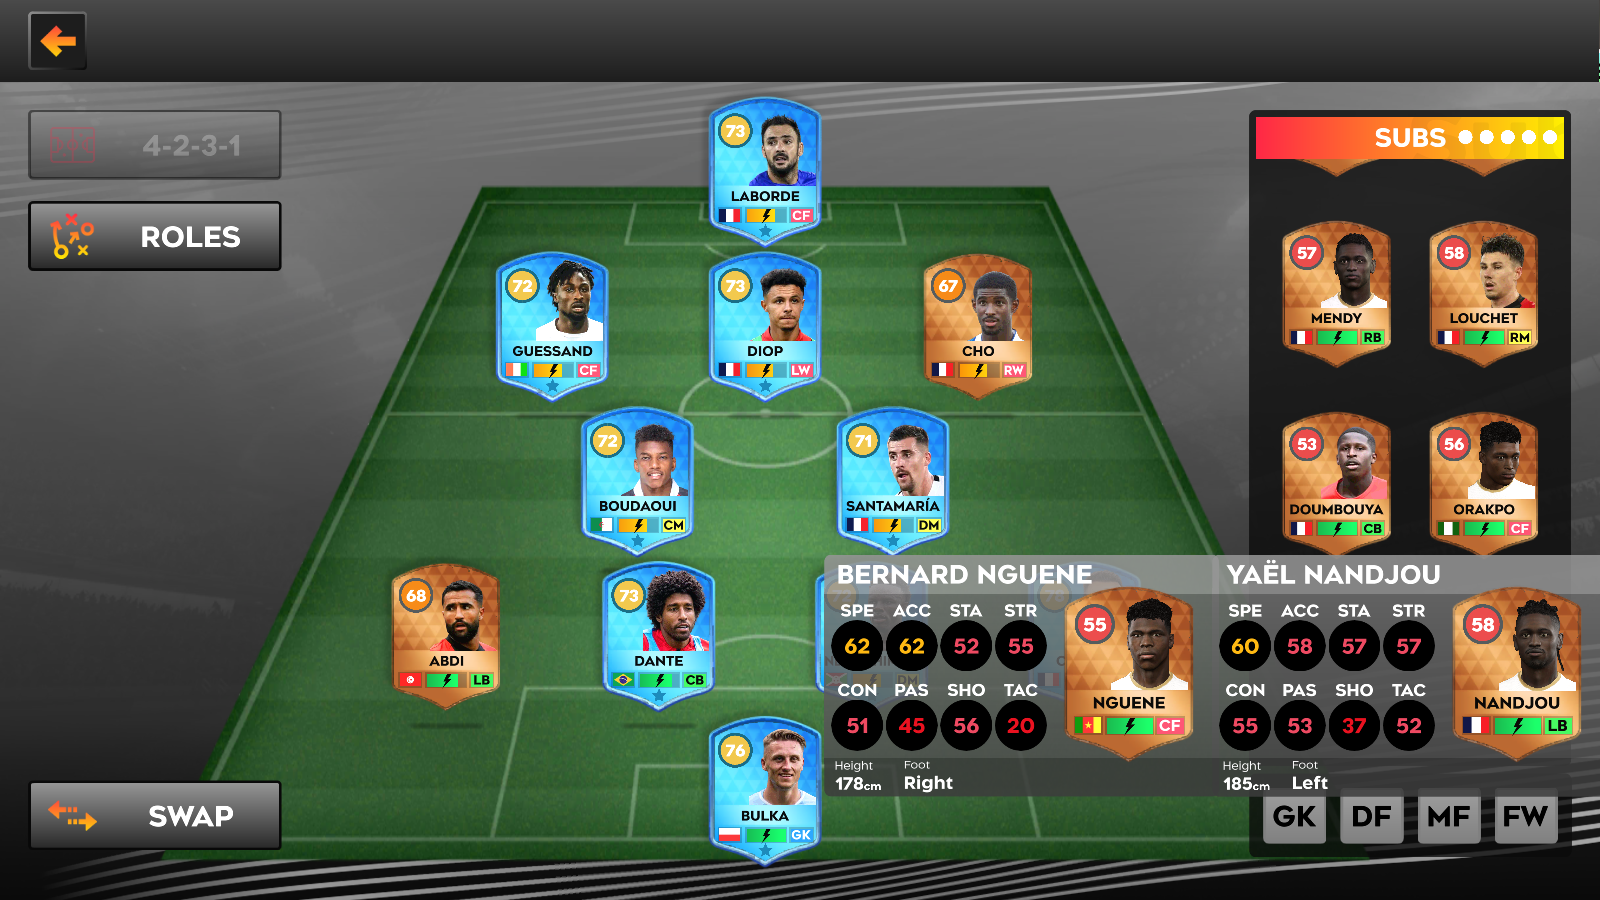 4-2-3-1
ROLES
SUBS
73
LABORDE
CF
72
GUESSAND
CF
73
DIOP
LW
67
CHO
RW
57
MENDY
RB
58
LOUCHET
RM
72
BOUDAOUI
CM
71
SANTAMARÍA
DM
53
DOUMBOUYA
CB
56
ORAKPO
CF
68
ABDI
LB
73
DANTE
CB
76
BULKA
GK
BERNARD NGUENE
SPE ACC STA STR
62 62 52 55
CON PAS SHO TAC
51 45 56 20
Height Foot
178cm Right
55
NGUENE
CF
YAËL NANDJOU
SPE ACC STA STR
60 58 57 57
CON PAS SHO TAC
55 53 37 52
Height Foot
185cm Left
58
NANDJOU
LB
SWAP
GK DF MF FW